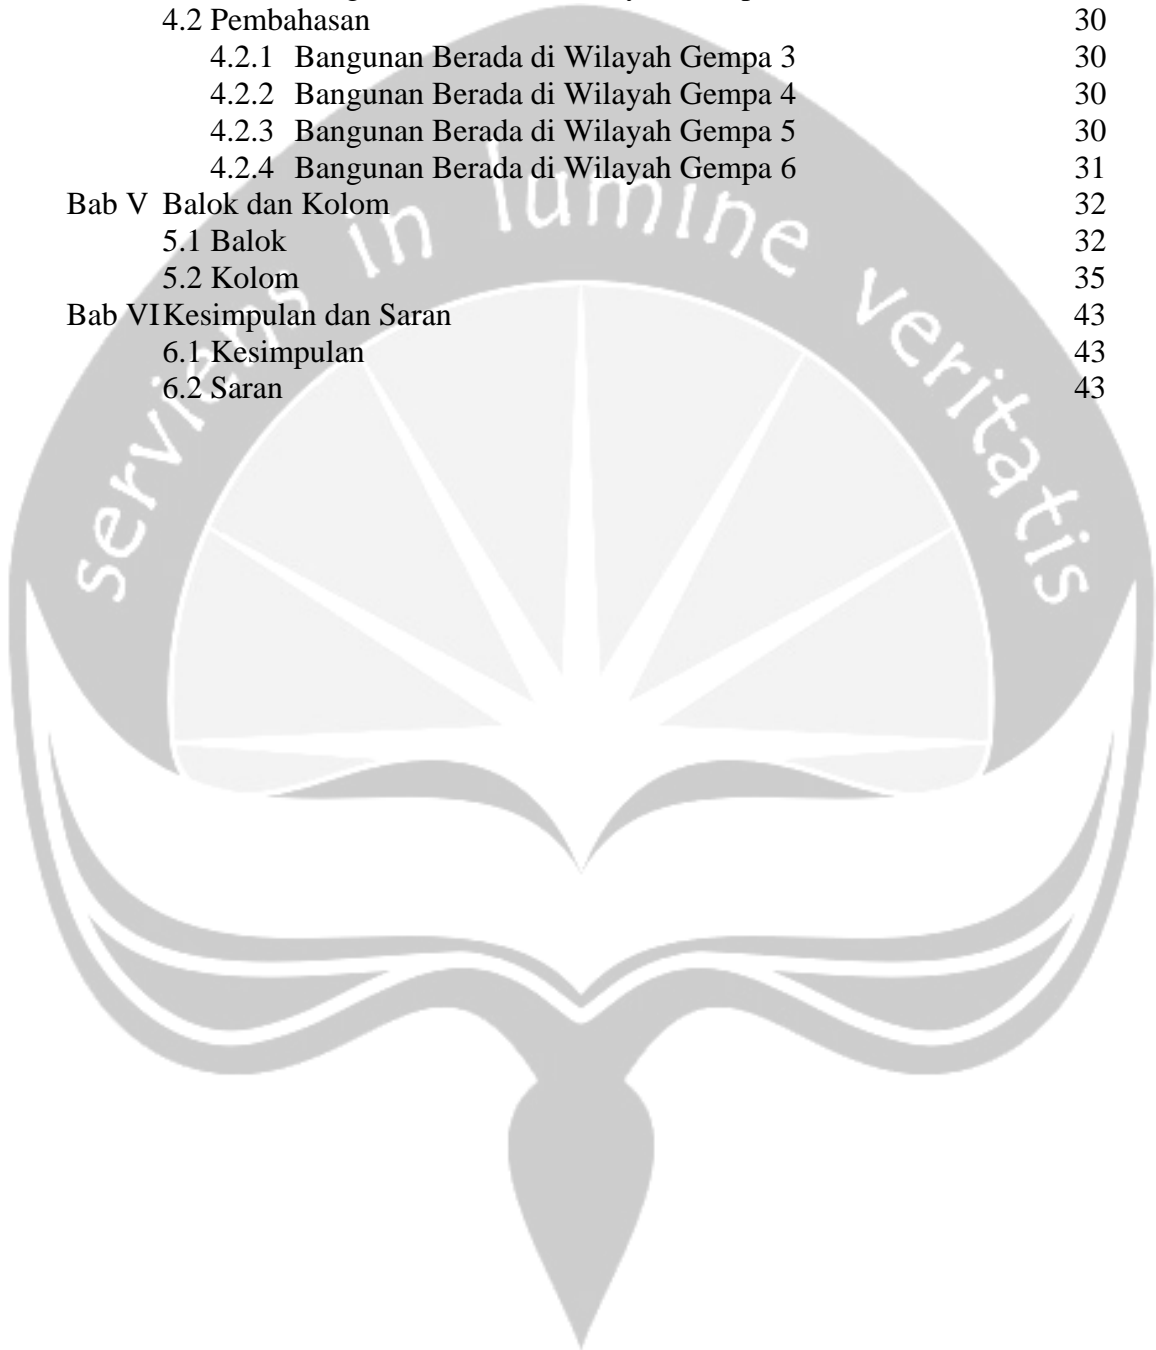 4.2 Pembahasan 30
4.2.1 Bangunan Berada di Wilayah Gempa 3 30
4.2.2 Bangunan Berada di Wilayah Gempa 4 30
4.2.3 Bangunan Berada di Wilayah Gempa 5 30
4.2.4 Bangunan Berada di Wilayah Gempa 6 31
Bab V Balok dan Kolom 32
5.1 Balok 32
5.2 Kolom 35
Bab VI Kesimpulan dan Saran 43
6.1 Kesimpulan 43
6.2 Saran 43
serviens in lumine veritatis